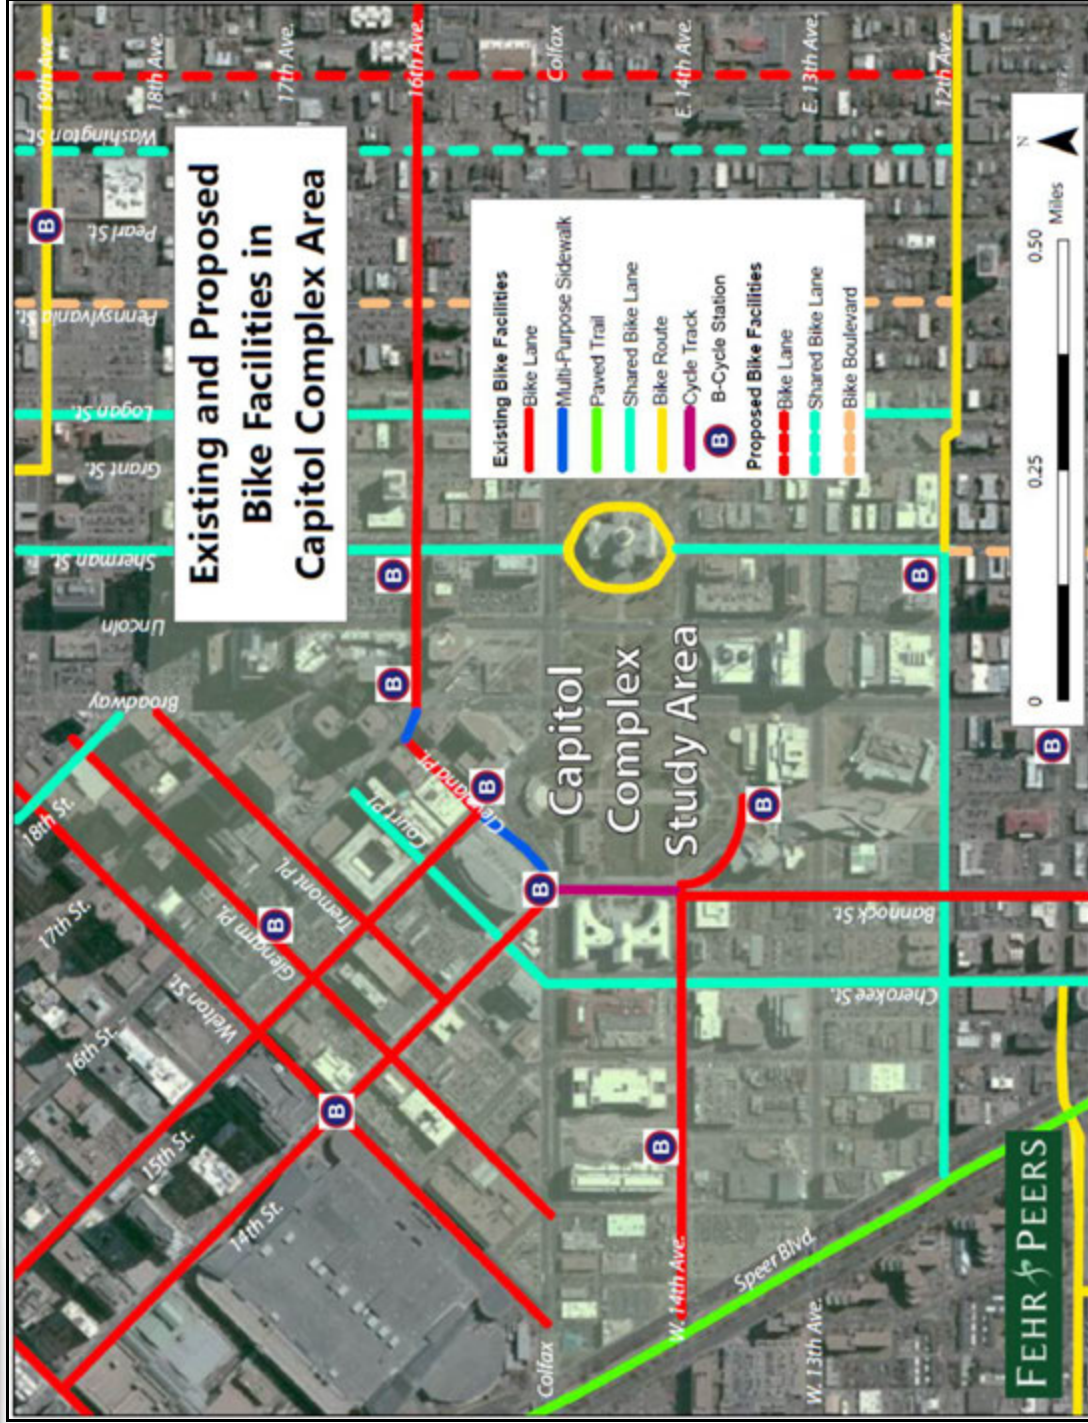 Existing and Proposed
Bike Facilities in
Capitol Complex Area
Existing Bike Facilities
Bike Lane
Multi-Purpose Sidewalk
Paved Trail
Shared Bike Lane
Bike Route
Cycle Track
B B-Cycle Station
Proposed Bike Facilities
Bike Lane
Shared Bike Lane
Bike Boulevard
Capitol
Complex
Study Area
19th Ave.
18th Ave.
17th Ave.
16th Ave.
Colfax
E. 14th Ave.
E. 13th Ave.
12th Ave.
Washington St.
Pearl St.
Pennsylvania St.
Logan St.
Grant St.
Sherman St.
Lincoln
Broadway
18th St.
17th St.
16th St.
15th St.
14th St.
Welton St.
Glenarm Pl.
Tremont Pl.
Court Pl.
Cleveland Pl.
Bannock St.
Cherokee St.
Colfax
W. 14th Ave.
Speer Blvd.
W. 13th Ave.
B
B
B
B
B
B
B
B
B
B
B
N
0 0.25 0.50
Miles
FEHR PEERS